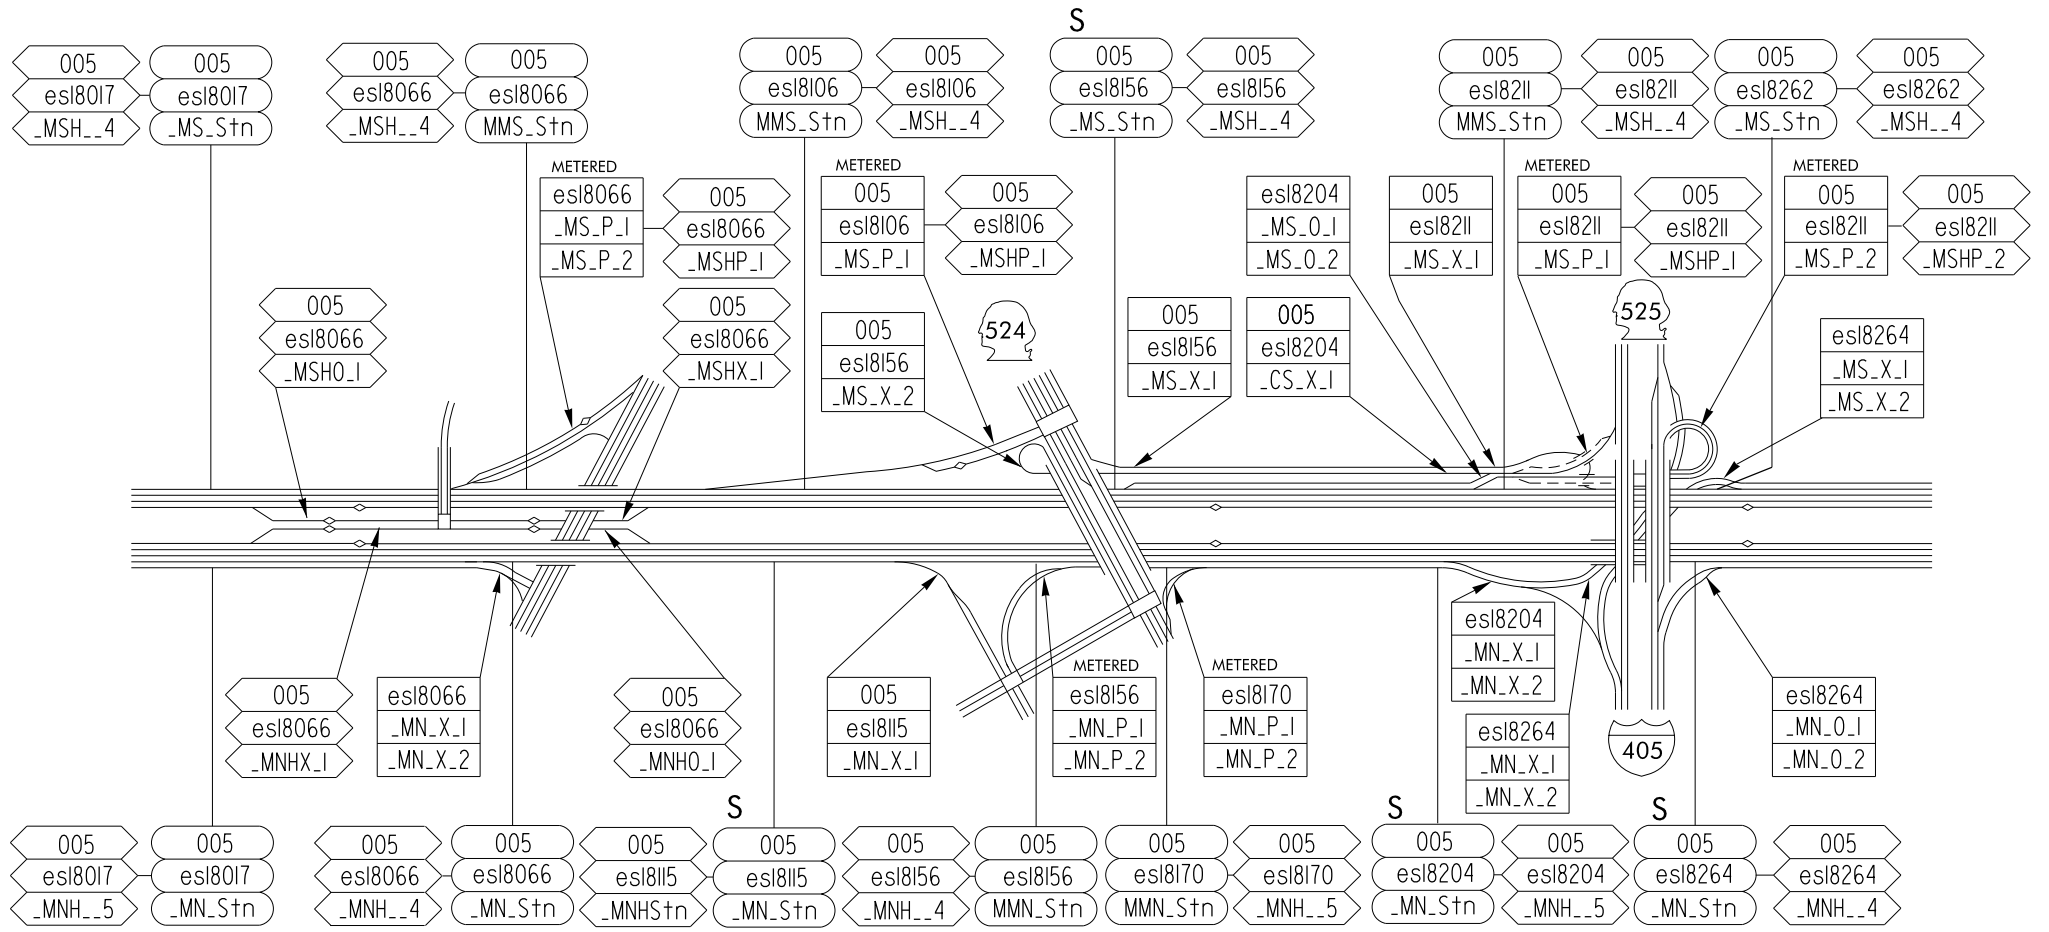 S
005
esl8017
_MSH__4
005
esl8017
_MS_Stn
005
esl8066
_MSH__4
005
esl8066
MMS_Stn
005
esl8106
MMS_Stn
005
esl8106
_MSH__4
005
esl8156
_MS_Stn
005
esl8156
_MSH__4
005
esl8211
MMS_Stn
005
esl8211
_MSH__4
005
esl8262
_MS_Stn
005
esl8262
_MSH__4
METERED
esl8066
_MS_P_1
_MS_P_2
005
esl8066
_MSHP_1
METERED
005
esl8106
_MS_P_1
005
esl8106
_MSHP_1
esl8204
_MS_O_1
_MS_O_2
005
esl8211
_MS_X_1
METERED
005
esl8211
_MS_P_1
005
esl8211
_MSHP_1
METERED
005
esl8211
_MS_P_2
005
esl8211
_MSHP_2
005
esl8066
_MSHO_1
005
esl8066
_MSHX_1
005
esl8156
_MS_X_2
524
005
esl8156
_MS_X_1
005
esl8204
_CS_X_1
525
esl8264
_MS_X_1
_MS_X_2
005
esl8066
_MNHX_1
esl8066
_MN_X_1
_MN_X_2
005
esl8066
_MNHO_1
005
esl8115
_MN_X_1
METERED
esl8156
_MN_P_1
_MN_P_2
METERED
esl8170
_MN_P_1
_MN_P_2
esl8204
_MN_X_1
_MN_X_2
esl8264
_MN_X_1
_MN_X_2
405
esl8264
_MN_O_1
_MN_O_2
S
S
S
005
esl8017
_MNH__5
005
esl8017
_MN_Stn
005
esl8066
_MNH__4
005
esl8066
_MN_Stn
005
esl8115
_MNHStn
005
esl8115
_MN_Stn
005
esl8156
_MNH__4
005
esl8156
MMN_Stn
005
esl8170
MMN_Stn
005
esl8170
_MNH__5
005
esl8204
_MN_Stn
005
esl8204
_MNH__5
005
esl8264
_MN_Stn
005
esl8264
_MNH__4